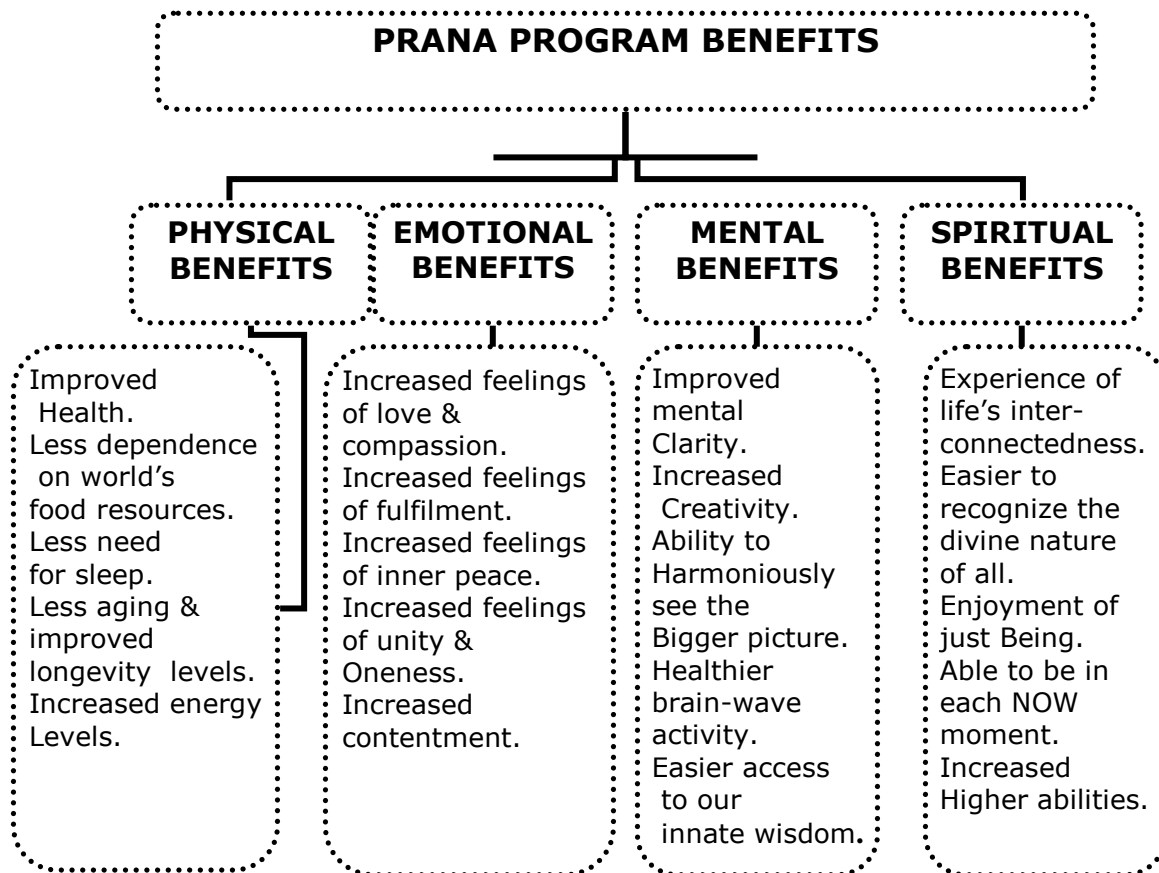 PRANA PROGRAM BENEFITS
PHYSICAL
BENEFITS
EMOTIONAL
BENEFITS
MENTAL
BENEFITS
SPIRITUAL
BENEFITS
Improved
Health.
Less dependence
on world’s
food resources.
Less need
for sleep.
Less aging &
improved
longevity levels.
Increased energy
Levels.
Increased feelings
of love &
compassion.
Increased feelings
of fulfilment.
Increased feelings
of inner peace.
Increased feelings
of unity &
Oneness.
Increased
contentment.
Improved
mental
Clarity.
Increased
Creativity.
Ability to
Harmoniously
see the
Bigger picture.
Healthier
brain-wave
activity.
Easier access
to our
innate wisdom.
Experience of
life’s inter-
connectedness.
Easier to
recognize the
divine nature
of all.
Enjoyment of
just Being.
Able to be in
each NOW
moment.
Increased
Higher abilities.